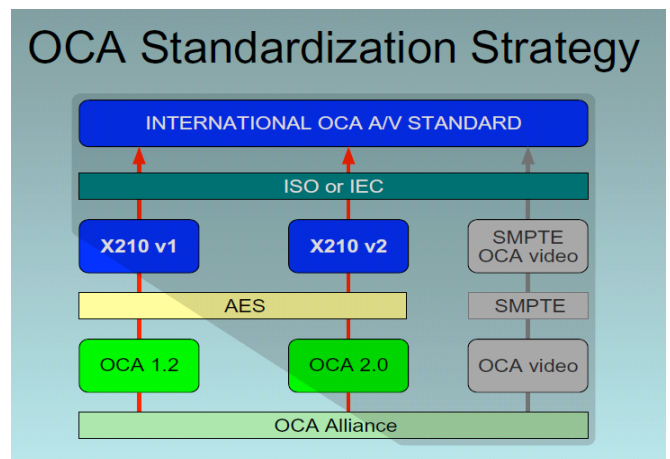 OCA Standardization Strategy
INTERNATIONAL OCA A/V STANDARD
ISO or IEC
X210 v1
X210 v2
SMPTE
OCA video
AES
SMPTE
OCA 1.2
OCA 2.0
OCA video
OCA Alliance